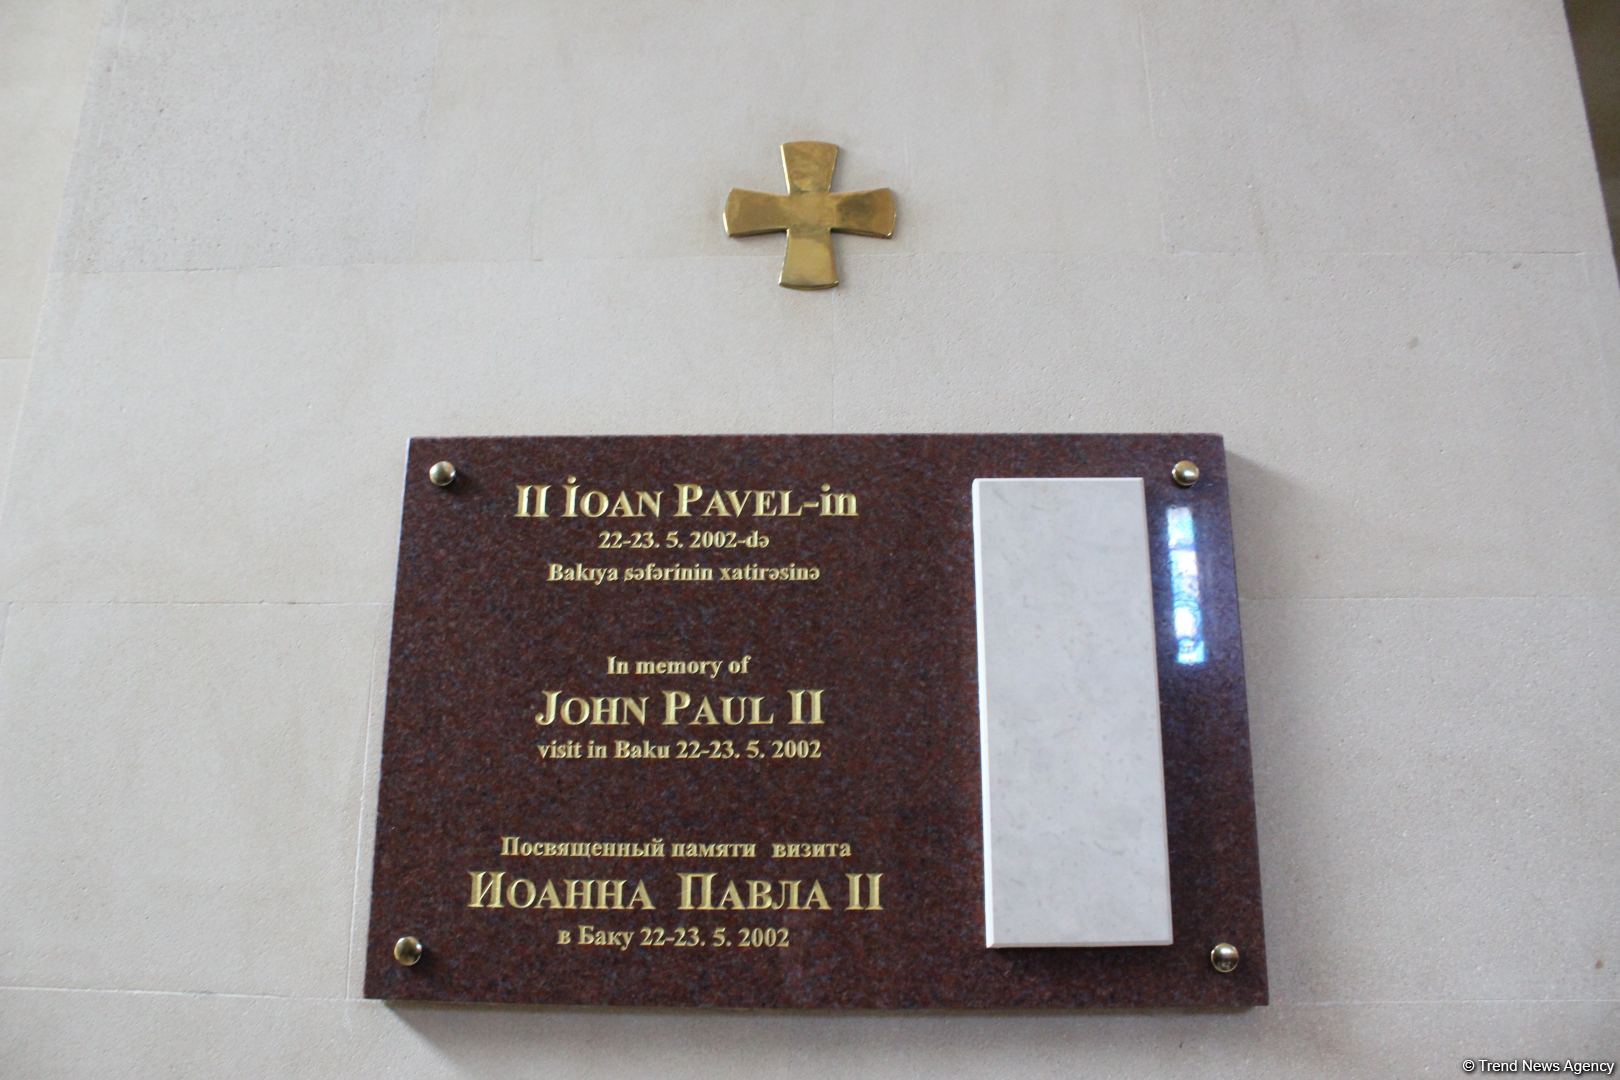 II İOAN PAVEL-in
22-23. 5. 2002-də
Bakıya səfərinin xatirəsinə
In memory of
JOHN PAUL II
visit in Baku 22-23. 5. 2002
Посвященный памяти визита
ИОАННА ПАВЛА II
в Баку 22-23. 5. 2002
© Trend News Agency